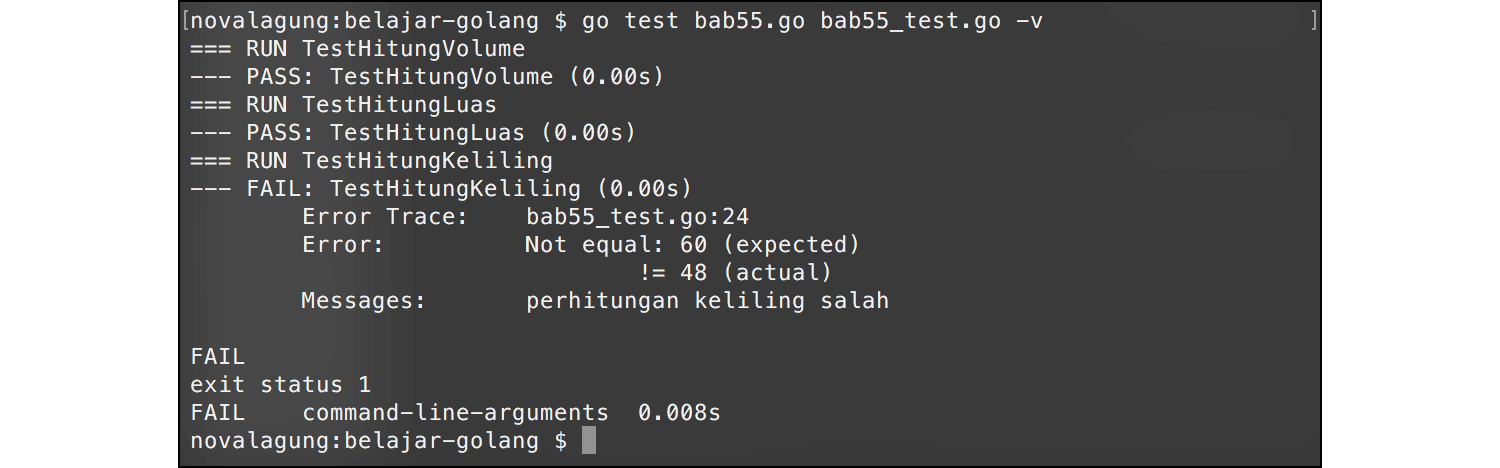 [novalagung:belajar-golang $ go test bab55.go bab55_test.go -v ]
=== RUN TestHitungVolume
--- PASS: TestHitungVolume (0.00s)
=== RUN TestHitungLuas
--- PASS: TestHitungLuas (0.00s)
=== RUN TestHitungKeliling
--- FAIL: TestHitungKeliling (0.00s)
        Error Trace:    bab55_test.go:24
        Error:          Not equal: 60 (expected)
                                != 48 (actual)
        Messages:       perhitungan keliling salah

FAIL
exit status 1
FAIL    command-line-arguments  0.008s
novalagung:belajar-golang $